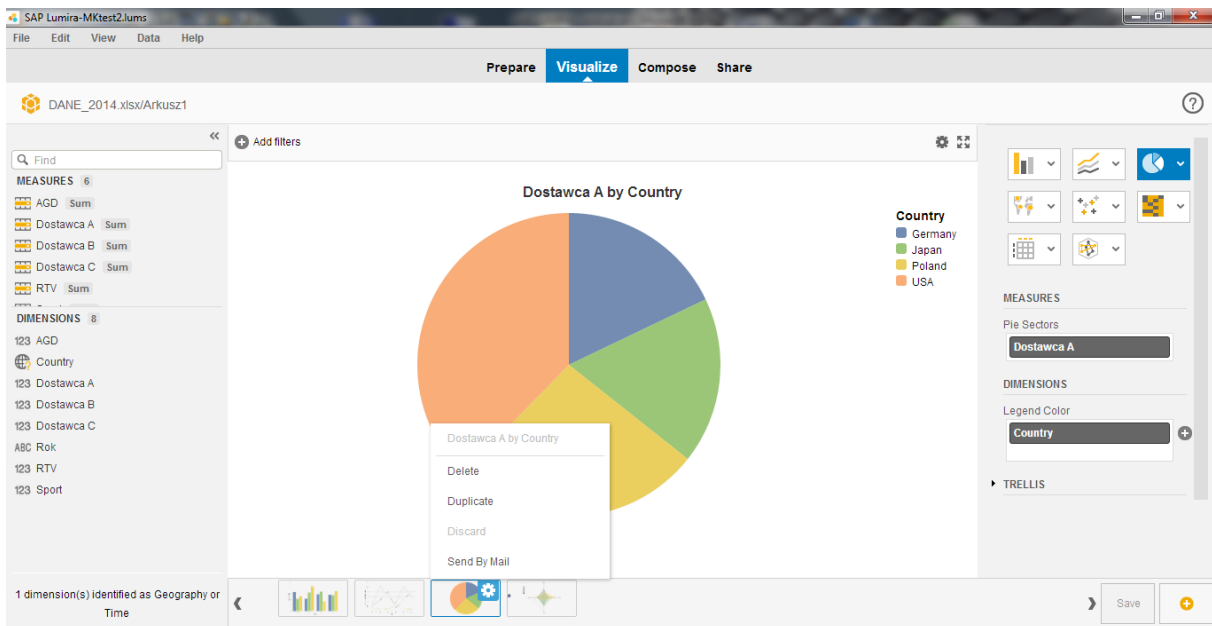 SAP Lumira-MKtest2.lums
File Edit View Data Help
Prepare Visualize Compose Share
DANE_2014.xlsx/Arkusz1
?
Find
MEASURES 6
AGD Sum
Dostawca A Sum
Dostawca B Sum
Dostawca C Sum
RTV Sum
DIMENSIONS 8
123 AGD
Country
123 Dostawca A
123 Dostawca B
123 Dostawca C
ABC Rok
123 RTV
123 Sport
1 dimension(s) identified as Geography or
Time
Add filters
Dostawca A by Country
Country
Germany
Japan
Poland
USA
Dostawca A by Country
Delete
Duplicate
Discard
Send By Mail
MEASURES
Pie Sectors
Dostawca A
DIMENSIONS
Legend Color
Country
TRELLIS
Save